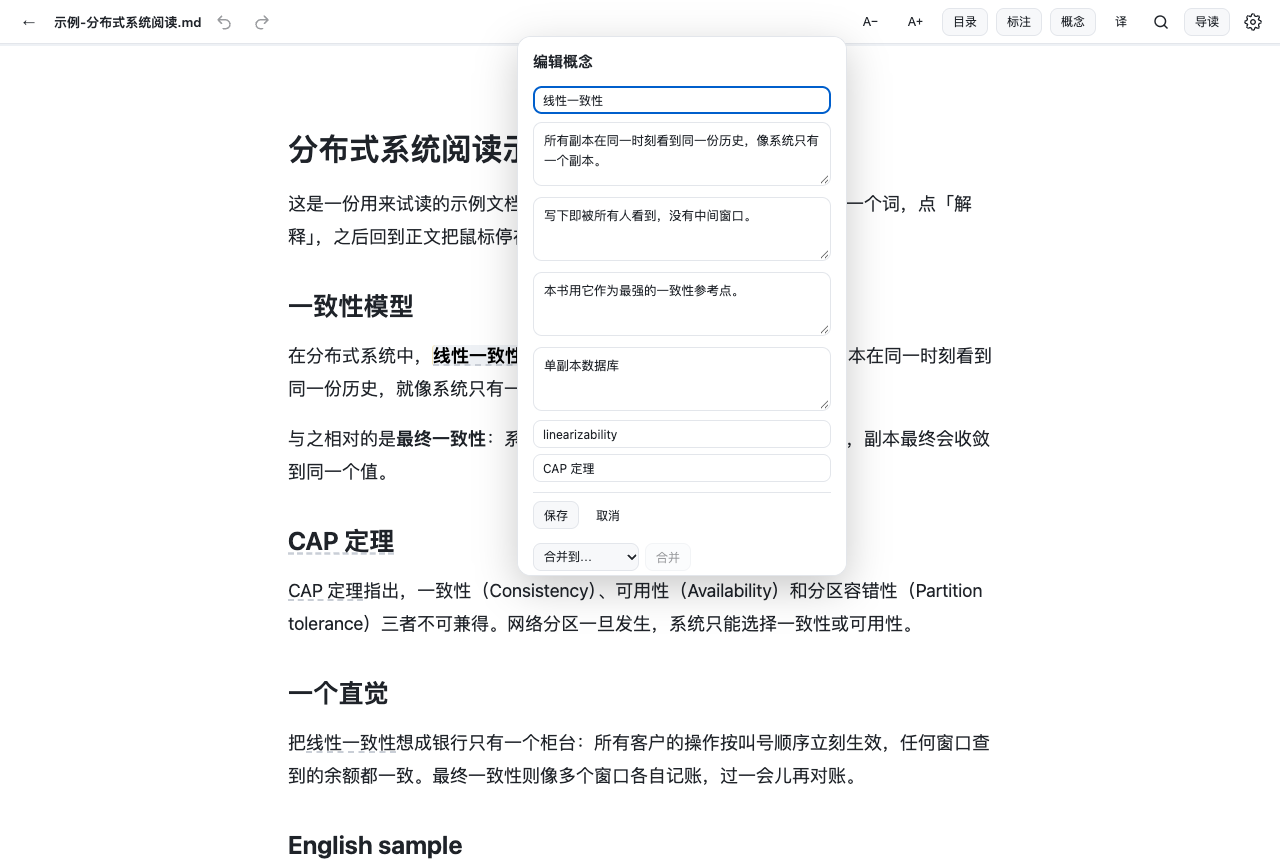 ← 示例-分布式系统阅读.md A− A+ 目录 标注 概念 译 导读
编辑概念
线性一致性
所有副本在同一时刻看到同一份历史，像系统只有
一个副本。
写下即被所有人看到，没有中间窗口。
本书用它作为最强的一致性参考点。
单副本数据库
linearizability
CAP 定理
保存 取消
合并到... 合并
分布式系统阅读
这是一份用来试读的示例文档 一个词，点「解
释」，之后回到正文把鼠标停
一致性模型
在分布式系统中，线性一致性 本在同一时刻看到
同一份历史，就像系统只有一
与之相对的是最终一致性：系 ，副本最终会收敛
到同一个值。
CAP 定理
CAP 定理指出，一致性（Consistency）、可用性（Availability）和分区容错性（Partition
tolerance）三者不可兼得。网络分区一旦发生，系统只能选择一致性或可用性。
一个直觉
把线性一致性想成银行只有一个柜台：所有客户的操作按叫号顺序立刻生效，任何窗口查
到的余额都一致。最终一致性则像多个窗口各自记账，过一会儿再对账。
English sample